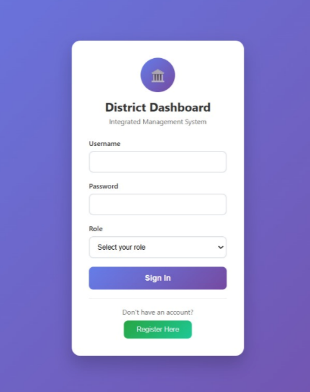 District Dashboard
Integrated Management System
Username
Password
Role
Select your role
Sign In
Don't have an account?
Register Here